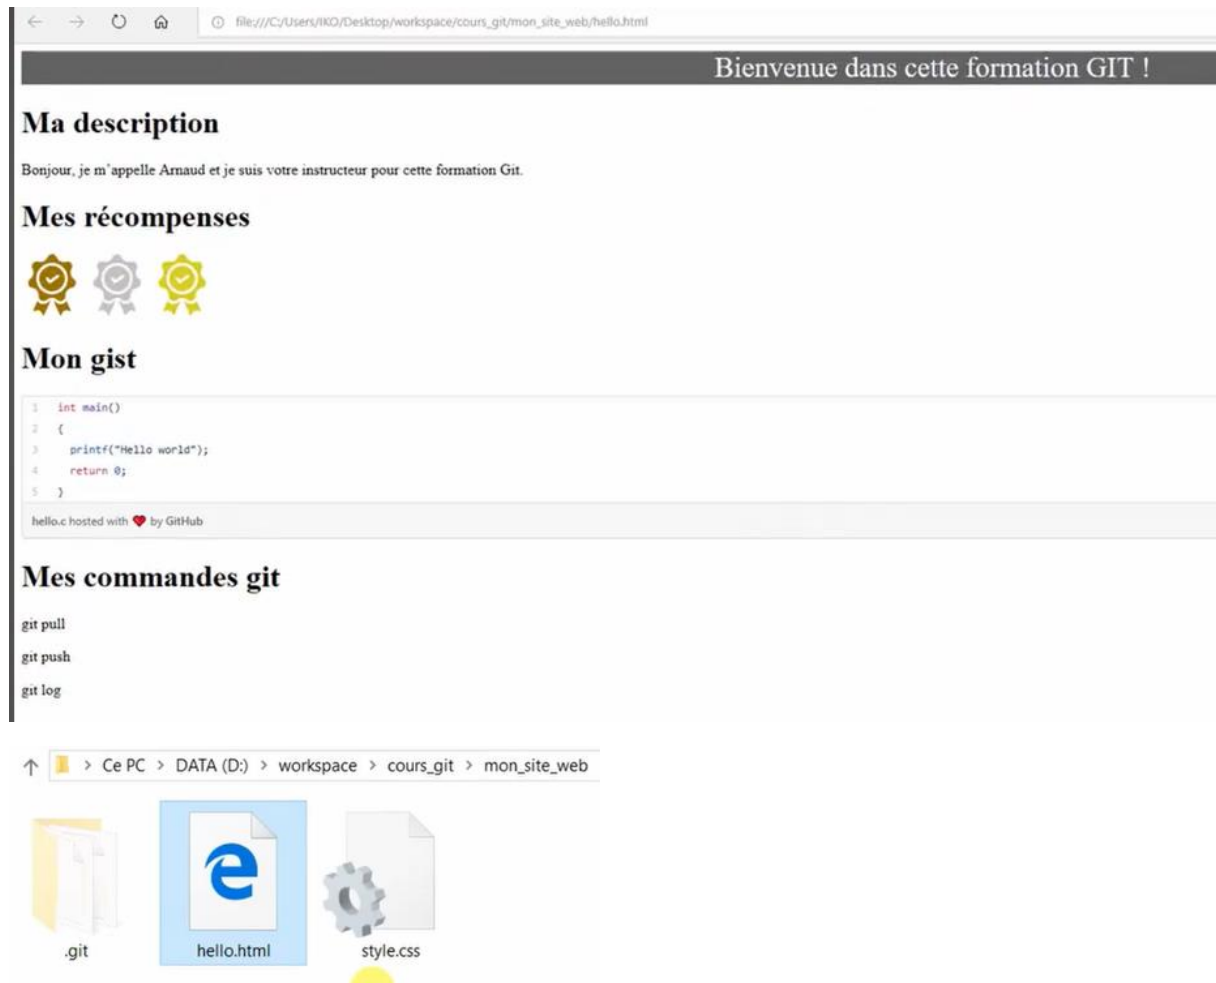 file:///C:/Users/IKO/Desktop/workspace/cours_git/mon_site_web/hello.html
Bienvenue dans cette formation GIT !
Ma description
Bonjour, je m'appelle Arnaud et je suis votre instructeur pour cette formation Git.
Mes récompenses
Mon gist
1 int main()
2 {
3 printf("Hello world");
4 return 0;
5 }
hello.c hosted with ❤ by GitHub
Mes commandes git
git pull
git push
git log
> Ce PC > DATA (D:) > workspace > cours_git > mon_site_web
.git
hello.html
style.css